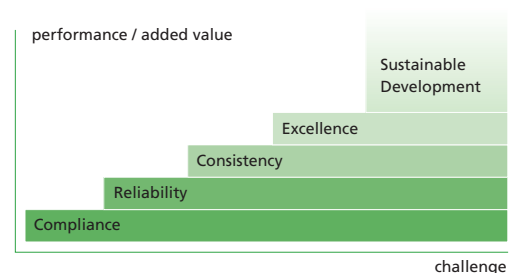 performance / added value
Sustainable
Development
Excellence
Consistency
Reliability
Compliance
challenge